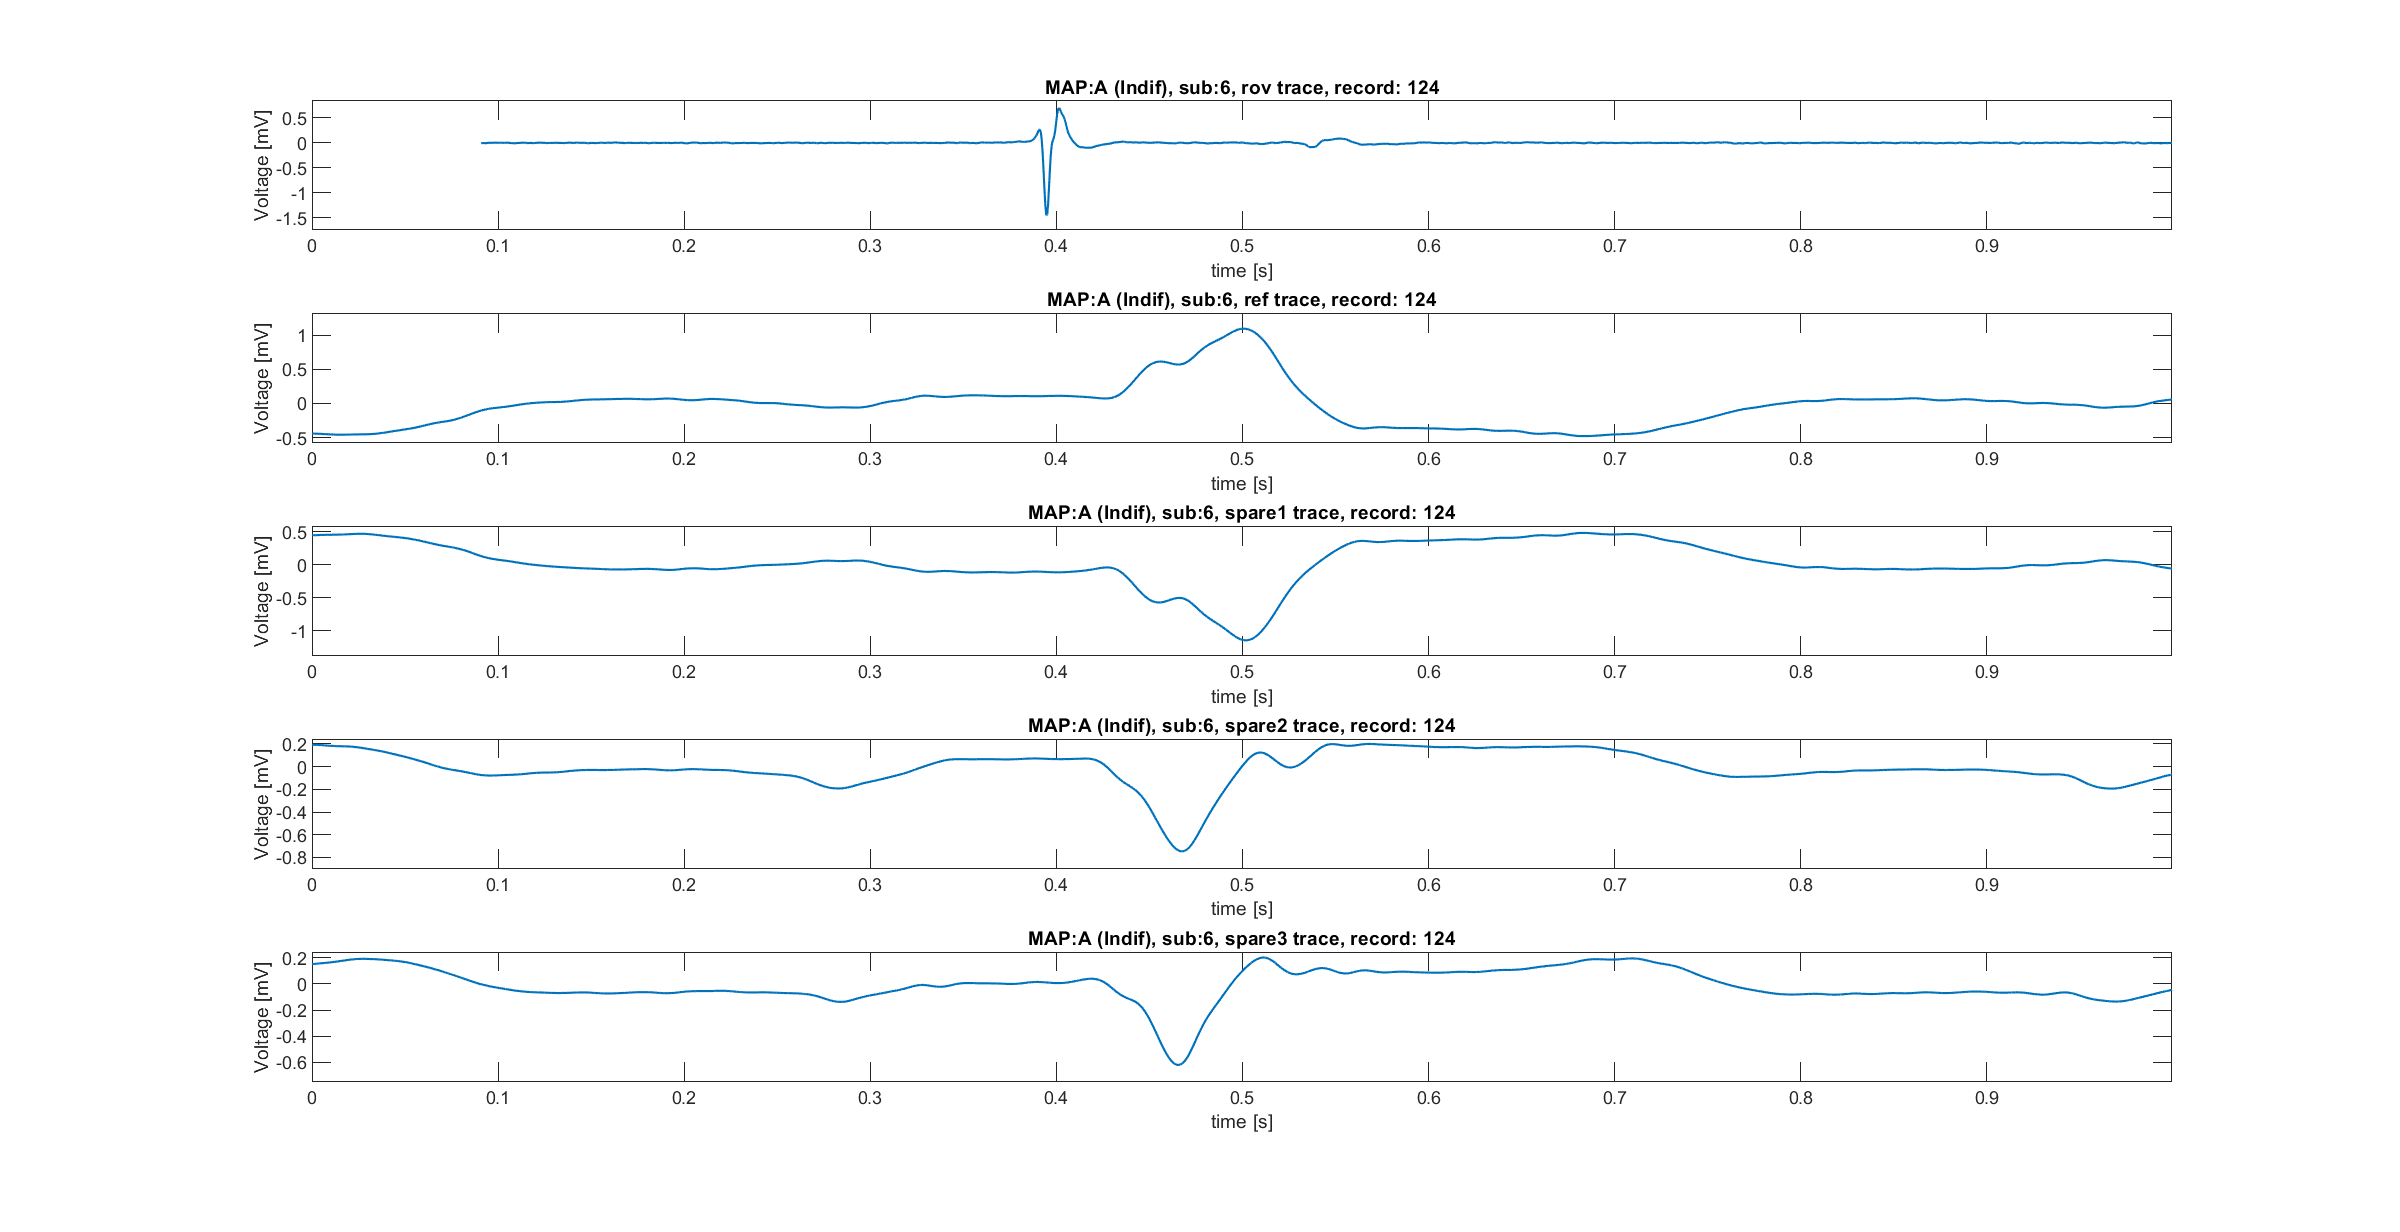 MAP:A (Indif), sub:6, rov trace, record: 124
Voltage [mV]
0.5
0
-0.5
-1
-1.5
0 0.1 0.2 0.3 0.4 0.5 0.6 0.7 0.8 0.9
time [s]
MAP:A (Indif), sub:6, ref trace, record: 124
Voltage [mV]
1
0.5
0
-0.5
0 0.1 0.2 0.3 0.4 0.5 0.6 0.7 0.8 0.9
time [s]
MAP:A (Indif), sub:6, spare1 trace, record: 124
Voltage [mV]
0.5
0
-0.5
-1
0 0.1 0.2 0.3 0.4 0.5 0.6 0.7 0.8 0.9
time [s]
MAP:A (Indif), sub:6, spare2 trace, record: 124
Voltage [mV]
0.2
0
-0.2
-0.4
-0.6
-0.8
0 0.1 0.2 0.3 0.4 0.5 0.6 0.7 0.8 0.9
time [s]
MAP:A (Indif), sub:6, spare3 trace, record: 124
Voltage [mV]
0.2
0
-0.2
-0.4
-0.6
0 0.1 0.2 0.3 0.4 0.5 0.6 0.7 0.8 0.9
time [s]